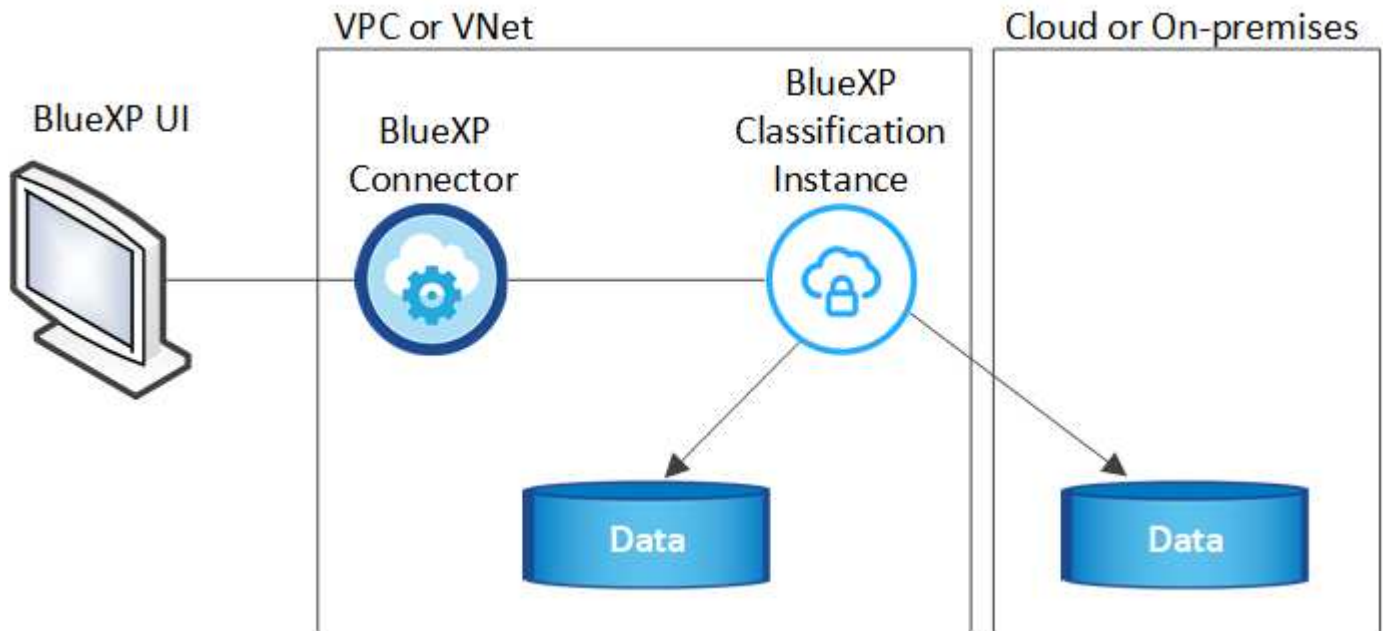 VPC or VNet
Cloud or On-premises
BlueXP UI
BlueXP
Connector
BlueXP
Classification
Instance
Data
Data